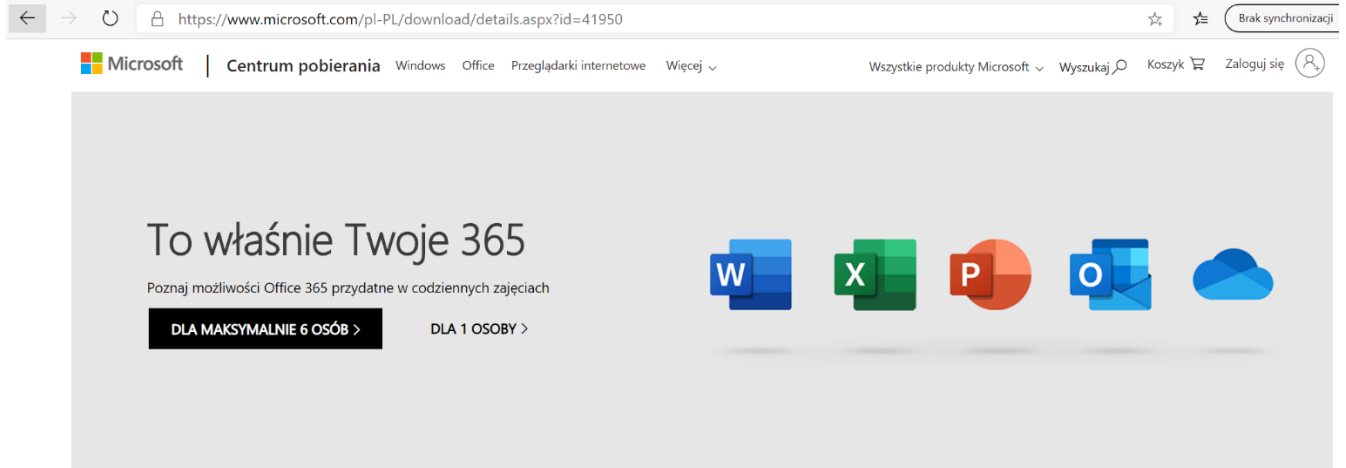 https://www.microsoft.com/pl-PL/download/details.aspx?id=41950 Brak synchronizacji
Microsoft | Centrum pobierania Windows Office Przeglądarki internetowe Więcej Wszystkie produkty Microsoft Wyszukaj Koszyk Zaloguj się
To właśnie Twoje 365
Poznaj możliwości Office 365 przydatne w codziennych zajęciach
DLA MAKSYMALNIE 6 OSÓB > DLA 1 OSOBY >
W X P O